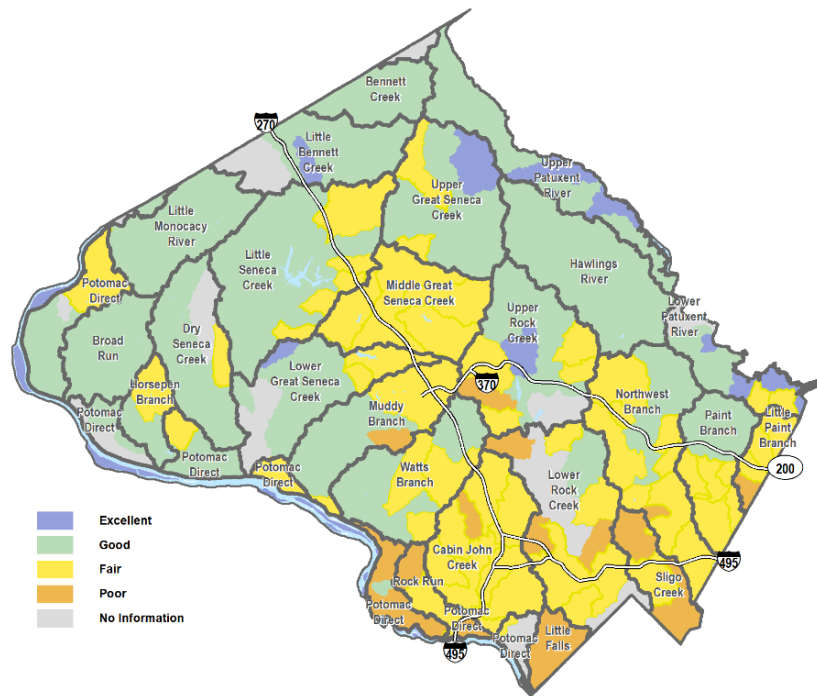 Bennett
Creek
270
Little
Bennett
Creek
Upper
Patuxent
River
Upper
Great Seneca
Creek
Little
Monocacy
River
Little
Seneca
Creek
Hawlings
River
Potomac
Direct
Middle Great
Seneca Creek
Lower
Patuxent
River
Upper
Rock
Creek
Broad
Run
Dry
Seneca
Creek
Lower
Great Seneca
Creek
Horsepen
Branch
370
Northwest
Branch
Muddy
Branch
Paint
Branch
Little
Paint
Branch
Potomac
Direct
Potomac
Direct
Potomac
Direct
Watts
Branch
Lower
Rock
Creek
200
Excellent
Good
Fair
Poor
No Information
Cabin John
Creek
495
Rock Run
Sligo
Creek
Potomac
Direct
Potomac
Direct
Little
Falls
Potomac
Direct
495